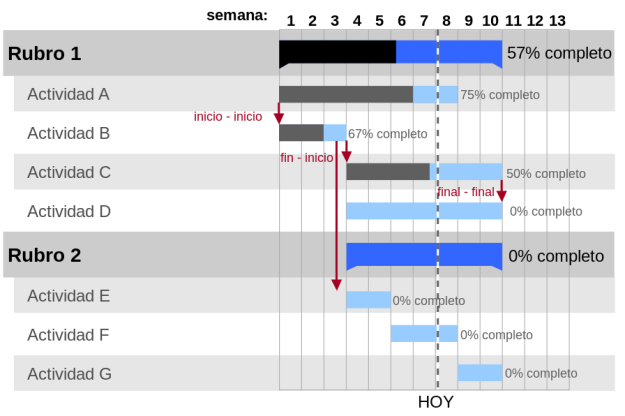 semana: 1 2 3 4 5 6 7 8 9 10 11 12 13
Rubro 1 57% completo
Actividad A 75% completo
inicio - inicio
Actividad B 67% completo
fin - inicio
Actividad C 50% completo
final - final
Actividad D 0% completo
Rubro 2 0% completo
Actividad E 0% completo
Actividad F 0% completo
Actividad G 0% completo
HOY